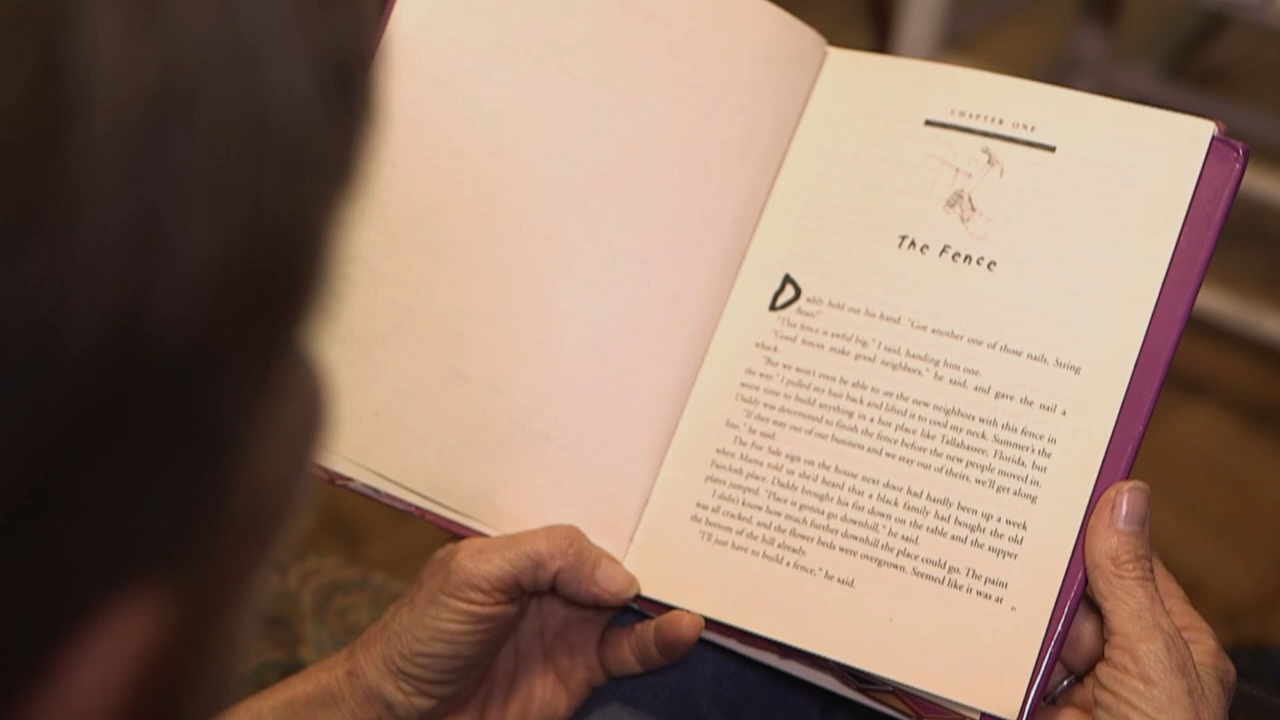 CHAPTER ONE
The Fence
Daddy held out his hand. "Got another one of those nails, String
Bean?"
"This fence is awful big," I said, handing him one.
"Good fences make good neighbors," he said, and gave the nail a
whack.
"But we won't even be able to see the new neighbors with this fence in
the way." I pulled my hair back and lifted it to cool my neck. Summer's the
worst time to build anything in a hot place like Tallahassee, Florida, but
Daddy was determined to finish the fence before the new people moved in.
"If they stay out of our business and we stay out of theirs, we'll get along
fine," he said.
The For Sale sign on the house next door had hardly been up a week
when Mama told us she'd heard that a black family had bought the old
Faircloth place. Daddy brought his fist down on the table and the supper
plates jumped. "Place is gonna go downhill," he said.
I didn't know how much further downhill the place could go. The paint
was all cracked, and the flower beds were overgrown. Seemed like it was at
the bottom of the hill already.
"I'll just have to build a fence," he said.